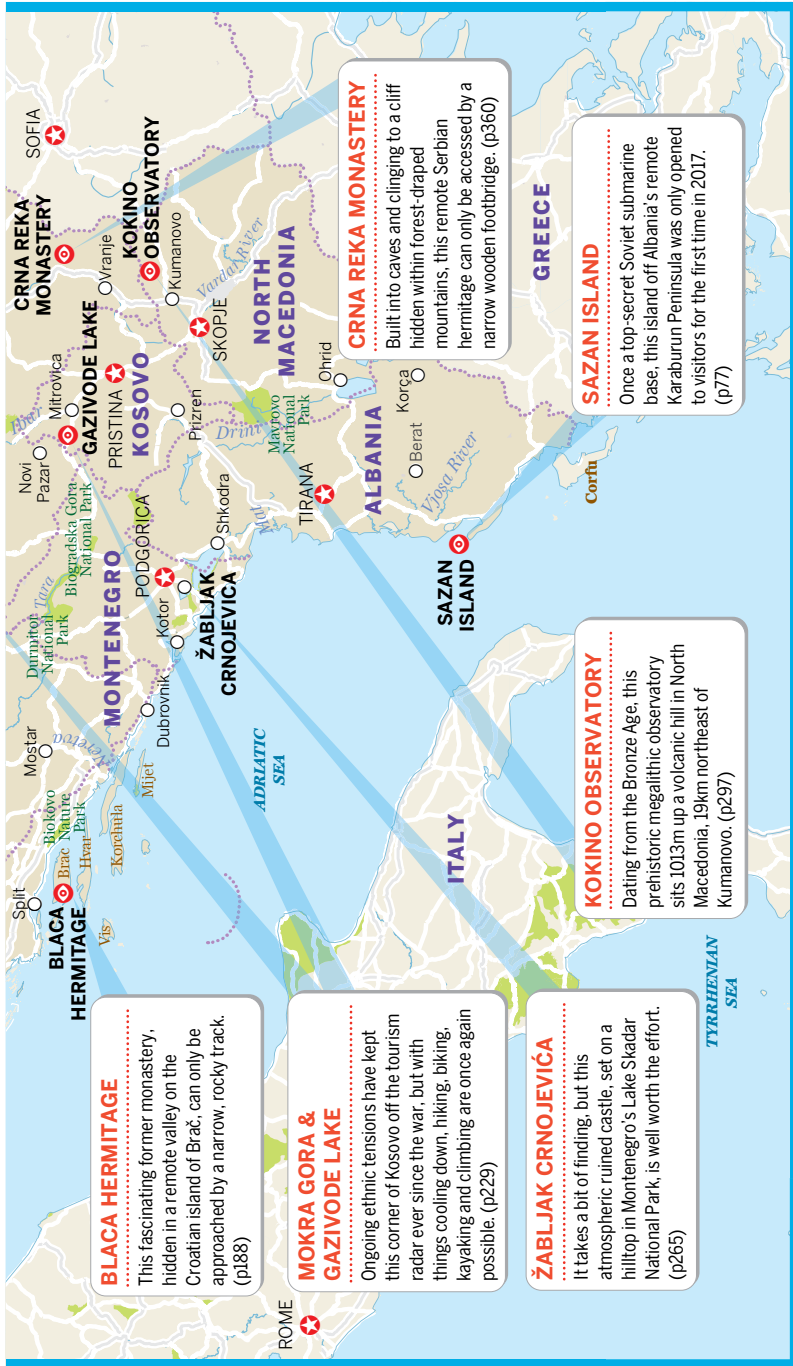 BLACA HERMITAGE
This fascinating former monastery,
hidden in a remote valley on the
Croatian island of Brač, can only be
approached by a narrow, rocky track.
(p188)
MOKRA GORA &
GAZIVODE LAKE
Ongoing ethnic tensions have kept
this corner of Kosovo off the tourism
radar ever since the war, but with
things cooling down, hiking, biking,
kayaking and climbing are once again
possible. (p229)
ŽABLJAK CRNOJEVIĆA
It takes a bit of finding, but this
atmospheric ruined castle, set on a
hilltop in Montenegro's Lake Skadar
National Park, is well worth the effort.
(p265)
KOKINO OBSERVATORY
Dating from the Bronze Age, this
prehistoric megalithic observatory
sits 1013m up a volcanic hill in North
Macedonia, 19km northeast of
Kumanovo. (p297)
SAZAN ISLAND
Once a top-secret Soviet submarine
base, this island off Albania's remote
Karaburun Peninsula was only opened
to visitors for the first time in 2017.
(p77)
CRNA REKA MONASTERY
Built into caves and clinging to a cliff
hidden within forest-draped
mountains, this remote Serbian
hermitage can only be accessed by a
narrow wooden footbridge. (p360)
Split
BLACA
HERMITAGE
Brač
Hvar
Vis
Korchula
Mljet
Biokovo
Nature
Park
Mostar
Neretva
Dubrovnik
Durmitor
National
Park
Tara
MONTENEGRO
Biogradska Gora
National Park
Kotor
PODGORICA
ŽABLJAK
CRNOJEVICA
Shkodra
Novi
Pazar
Ibar
Mitrovica
GAZIVODE LAKE
PRISTINA
KOSOVO
Prizren
CRNA REKA
MONASTERY
Vranje
SOFIA
KOKINO
OBSERVATORY
Kumanovo
SKOPJE
Vardar River
NORTH
MACEDONIA
Mavrovo
National
Park
Drini
Mat
Ohrid
TIRANA
ALBANIA
Korça
Berat
Vjosa River
SAZAN
ISLAND
Corfu
GREECE
ADRIATIC
SEA
ITALY
ROME
TYRRHENIAN
SEA